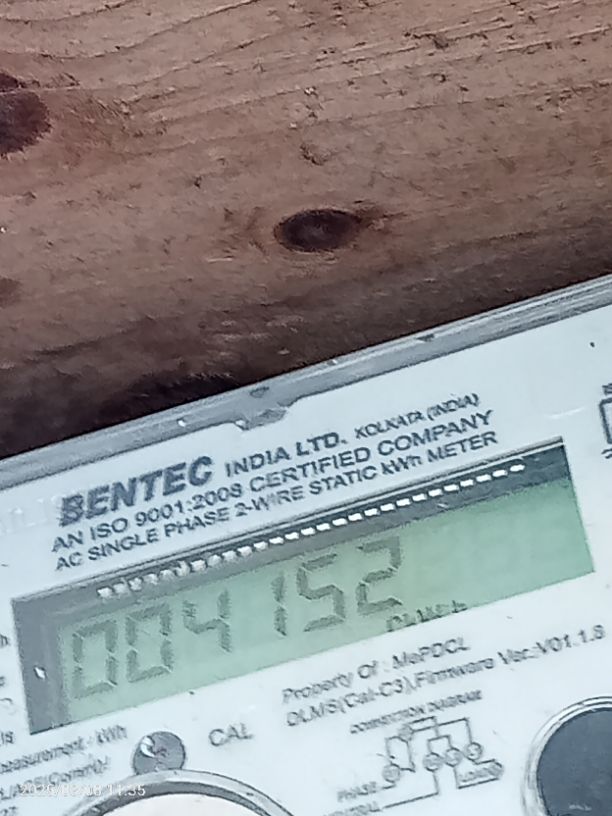 BENTEC INDIA LTD. KOLKATA (INDIA)
AN ISO 9001:2008 CERTIFIED COMPANY
AC SINGLE PHASE 2-WIRE STATIC kWh METER
004152
Property Of : MePDCL
DLMS(Cat-C3),Firmware Ver.:V01.1.8
CONNECTION DIAGRAM
CAL
PHASE
LOAD